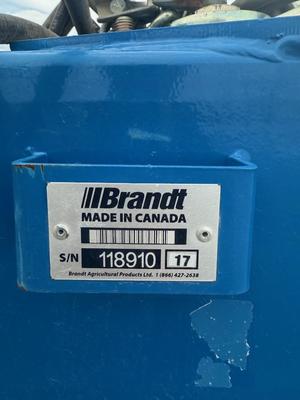 Brandt
MADE IN CANADA
S/N 118910 17
Brandt Agricultural Products Ltd. 1 (866) 427-2638